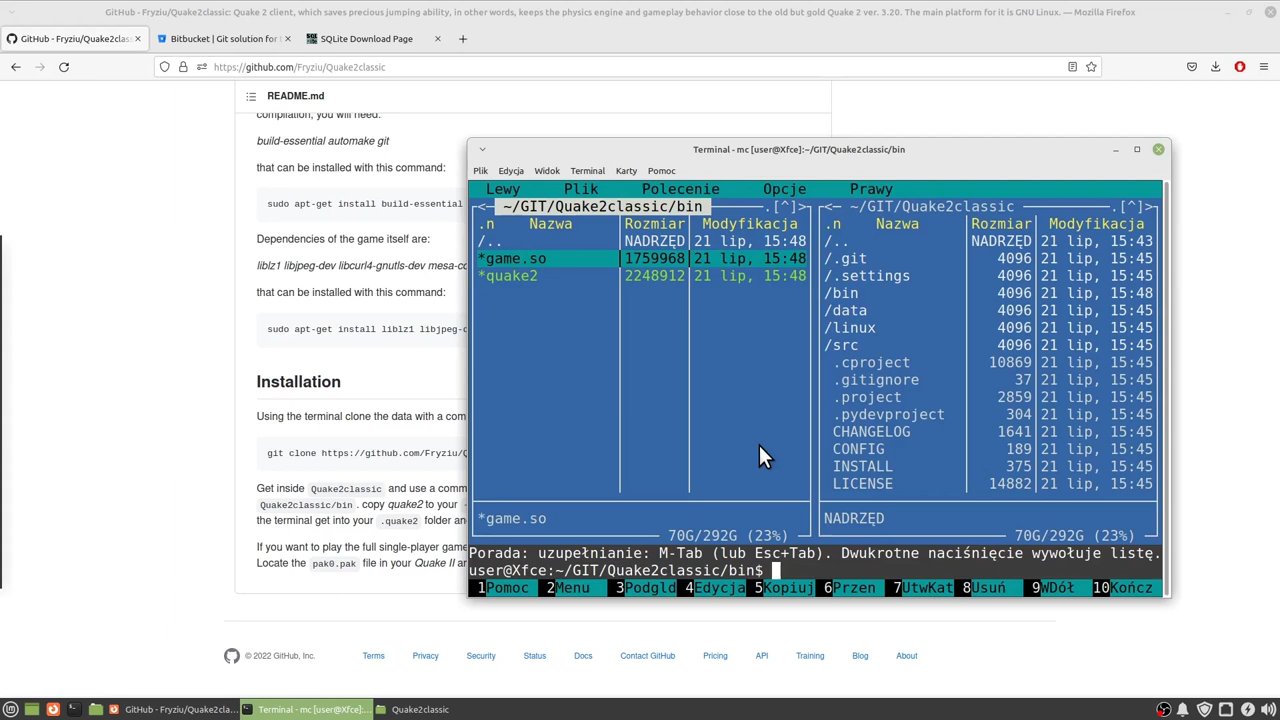 GitHub - Fryziu/Quake2classic: Quake 2 client, which saves precious jumping ability, in other words, keeps the physics engine and gameplay behavior close to the old but gold Quake 2 ver. 3.20. The main platform for it is GNU Linux. — Mozilla Firefox
GitHub - Fryziu/Quake2clas
Bitbucket | Git solution for t
SQLite Download Page
https://github.com/Fryziu/Quake2classic
README.md
compilation, you will need:
build-essential automake git
that can be installed with this command:
sudo apt-get install build-essential
Dependencies of the game itself are:
liblz1 libjpeg-dev libcurl4-gnutls-dev mesa-co
that can be installed with this command:
sudo apt-get install liblz1 libjpeg-d
Installation
Using the terminal clone the data with a com
git clone https://github.com/Fryziu/Q
Get inside Quake2classic and use a comm
Quake2classic/bin. copy quake2 to your
the terminal get into your .quake2 folder an
If you want to play the full single-player game
Locate the pak0.pak file in your Quake II an
© 2022 GitHub, Inc. Terms Privacy Security Status Docs Contact GitHub Pricing API Training Blog About
Terminal - mc [user@Xfce]:~/GIT/Quake2classic/bin
Plik Edycja Widok Terminal Karty Pomoc
Lewy Plik Polecenie Opcje Prawy
<─ ~/GIT/Quake2classic/bin .[^]>
.n Nazwa Rozmiar Modyfikacja
/.. NADRZĘD 21 lip, 15:48
*game.so 1759968 21 lip, 15:48
*quake2 2248912 21 lip, 15:48
*game.so
70G/292G (23%)
<─ ~/GIT/Quake2classic .[^]>
.n Nazwa Rozmiar Modyfikacja
/.. NADRZĘD 21 lip, 15:43
/.git 4096 21 lip, 15:45
/.settings 4096 21 lip, 15:45
/bin 4096 21 lip, 15:48
/data 4096 21 lip, 15:45
/linux 4096 21 lip, 15:45
/src 4096 21 lip, 15:45
.cproject 10869 21 lip, 15:45
.gitignore 37 21 lip, 15:45
.project 2859 21 lip, 15:45
.pydevproject 304 21 lip, 15:45
CHANGELOG 1641 21 lip, 15:45
CONFIG 189 21 lip, 15:45
INSTALL 375 21 lip, 15:45
LICENSE 14882 21 lip, 15:45
NADRZĘD
70G/292G (23%)
Porada: uzupełnianie: M-Tab (lub Esc+Tab). Dwukrotne naciśnięcie wywołuje listę.
user@Xfce:~/GIT/Quake2classic/bin$
1Pomoc 2Menu 3Podgld 4Edycja 5Kopiuj 6Przen 7UtwKat 8Usuń 9WDół 10Kończ
GitHub - Fryziu/Quake2clas... Terminal - mc [user@Xfce]:... Quake2classic